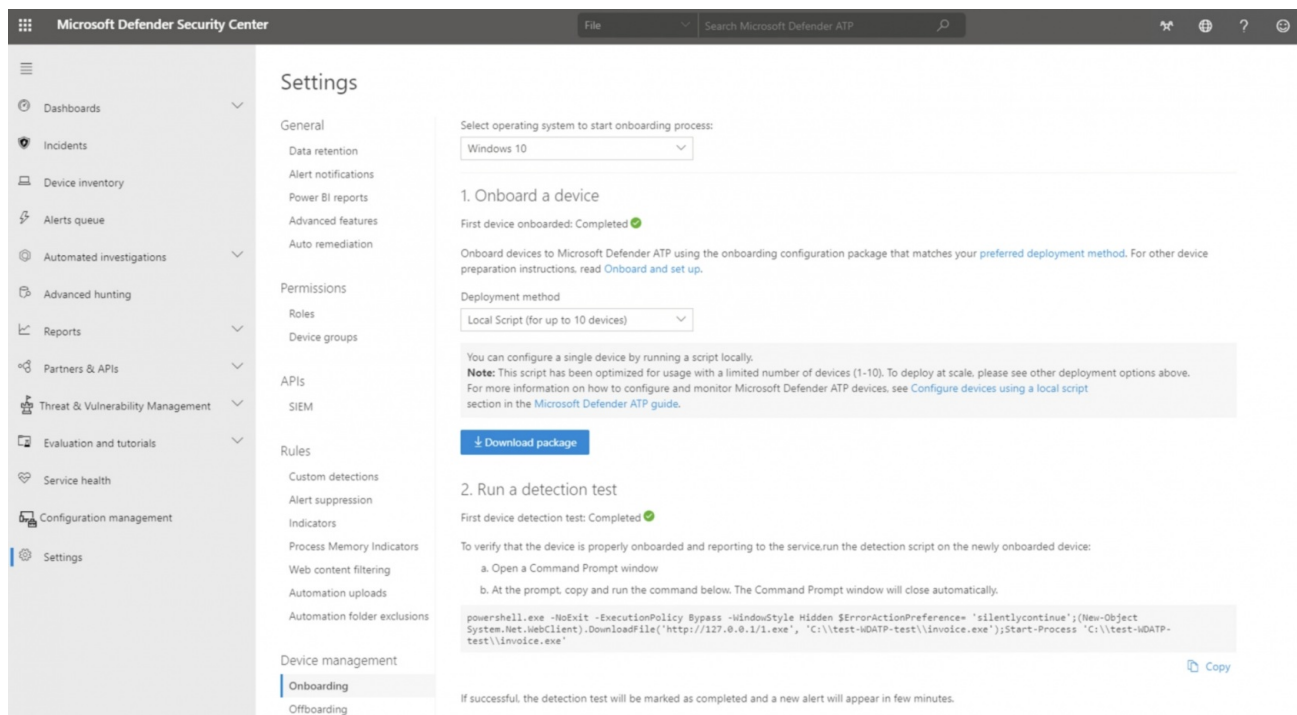 Microsoft Defender Security Center
File
Search Microsoft Defender ATP
?
Dashboards
Incidents
Device inventory
Alerts queue
Automated investigations
Advanced hunting
Reports
Partners & APIs
Threat & Vulnerability Management
Evaluation and tutorials
Service health
Configuration management
Settings
Settings
General
Data retention
Alert notifications
Power BI reports
Advanced features
Auto remediation
Permissions
Roles
Device groups
APIs
SIEM
Rules
Custom detections
Alert suppression
Indicators
Process Memory Indicators
Web content filtering
Automation uploads
Automation folder exclusions
Device management
Onboarding
Offboarding
Select operating system to start onboarding process:
Windows 10
1. Onboard a device
First device onboarded: Completed
Onboard devices to Microsoft Defender ATP using the onboarding configuration package that matches your preferred deployment method. For other device
preparation instructions, read Onboard and set up.
Deployment method
Local Script (for up to 10 devices)
You can configure a single device by running a script locally.
Note: This script has been optimized for usage with a limited number of devices (1-10). To deploy at scale, please see other deployment options above.
For more information on how to configure and monitor Microsoft Defender ATP devices, see Configure devices using a local script
section in the Microsoft Defender ATP guide.
Download package
2. Run a detection test
First device detection test: Completed
To verify that the device is properly onboarded and reporting to the service,run the detection script on the newly onboarded device:
a. Open a Command Prompt window
b. At the prompt, copy and run the command below. The Command Prompt window will close automatically.
powershell.exe -NoExit -ExecutionPolicy Bypass -WindowStyle Hidden $ErrorActionPreference= 'silentlycontinue';(New-Object
System.Net.WebClient).DownloadFile('http://127.0.0.1/1.exe', 'C:\\test-WDATP-test\\invoice.exe');Start-Process 'C:\\test-WDATP-
test\\invoice.exe'
Copy
If successful, the detection test will be marked as completed and a new alert will appear in few minutes.